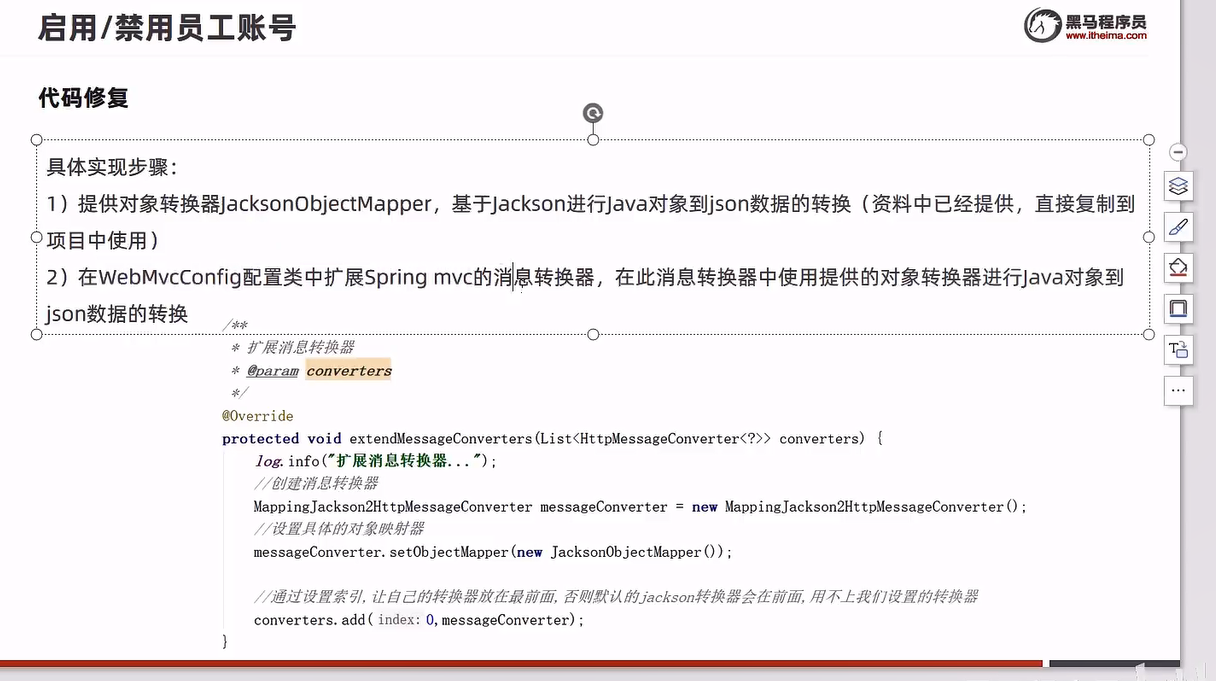 启用/禁用员工账号
黑马程序员
www.itheima.com
代码修复
具体实现步骤：
1）提供对象转换器JacksonObjectMapper，基于Jackson进行Java对象到json数据的转换（资料中已经提供，直接复制到
项目中使用）
2）在WebMvcConfig配置类中扩展Spring mvc的消息转换器，在此消息转换器中使用提供的对象转换器进行Java对象到
json数据的转换
/**
* 扩展消息转换器
* @param converters
*/
@Override
protected void extendMessageConverters(List<HttpMessageConverter<?>> converters) {
log.info("扩展消息转换器...");
//创建消息转换器
MappingJackson2HttpMessageConverter messageConverter = new MappingJackson2HttpMessageConverter();
//设置具体的对象映射器
messageConverter.setObjectMapper(new JacksonObjectMapper());
//通过设置索引,让自己的转换器放在最前面,否则默认的jackson转换器会在前面,用不上我们设置的转换器
converters.add( index: 0,messageConverter);
}